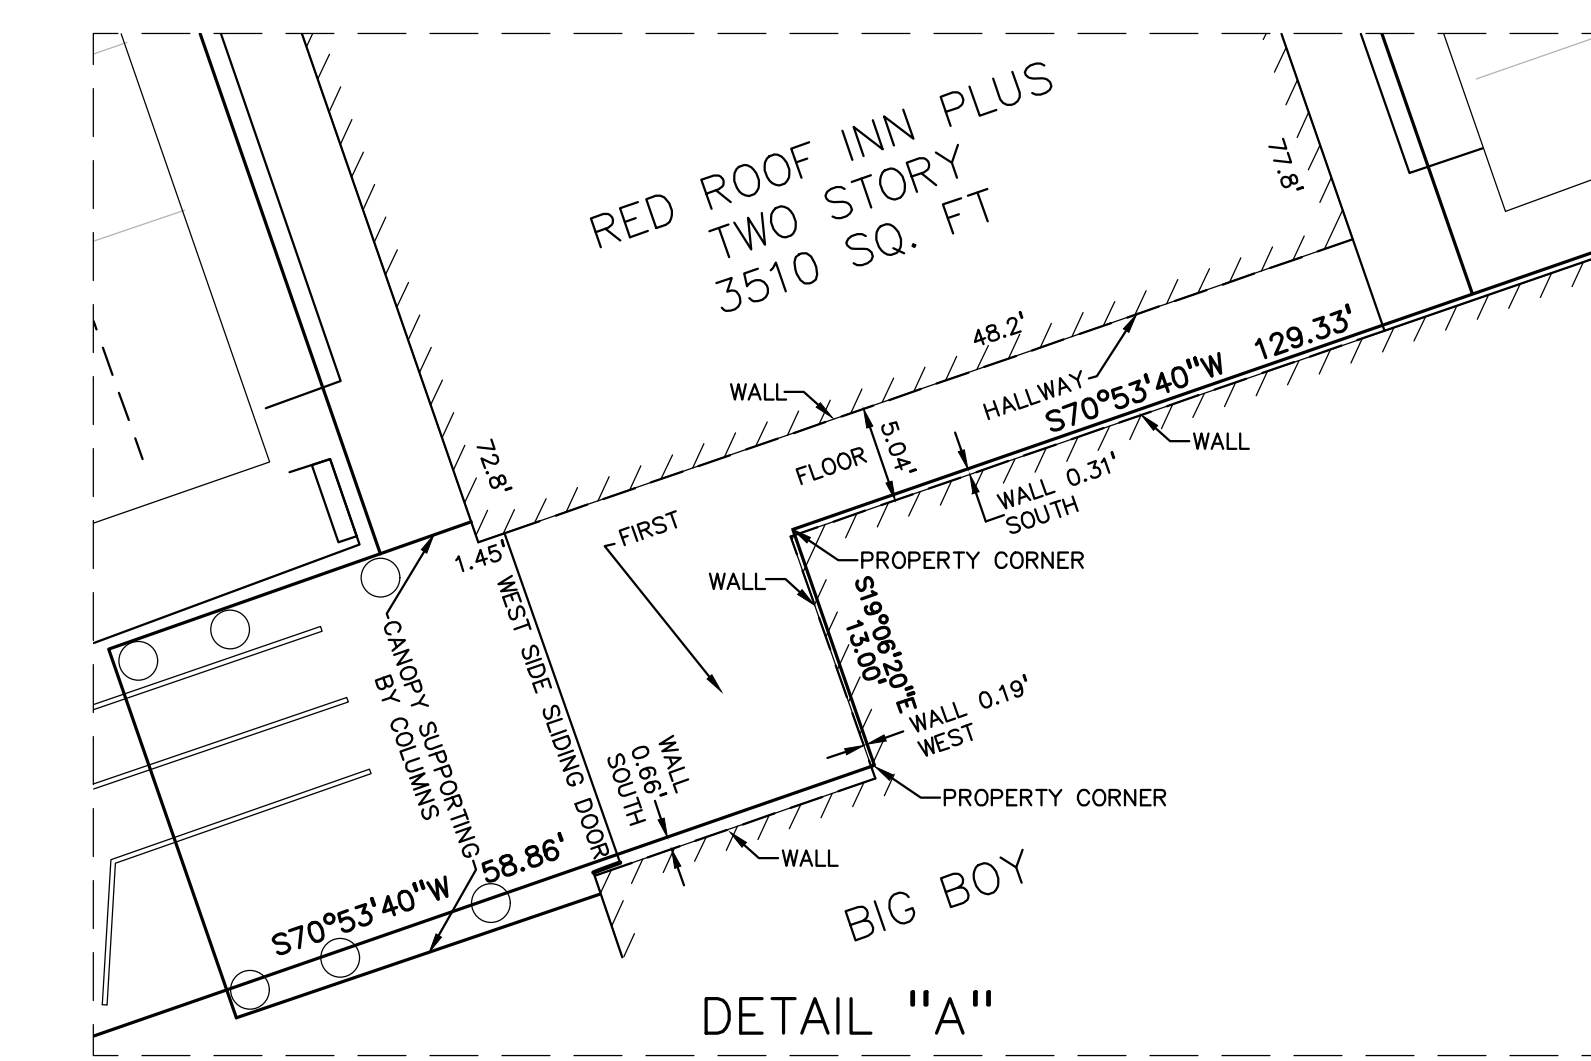 RED ROOF INN PLUS
TWO STORY
3510 SQ. FT
77.8'
48.2'
129.33'
S70°53'40"W
HALLWAY
WALL
WALL
5.04'
FLOOR
72.8'
WALL 0.31'
SOUTH
FIRST
1.45'
PROPERTY CORNER
WALL
S19°06'20"E
13.00'
WEST SIDE SLIDING DOOR
CANOPY SUPPORTING
BY COLUMNS
WALL 0.19'
WEST
WALL
0.66'
SOUTH
PROPERTY CORNER
WALL
58.86'
S70°53'40"W
BIG BOY
DETAIL "A"